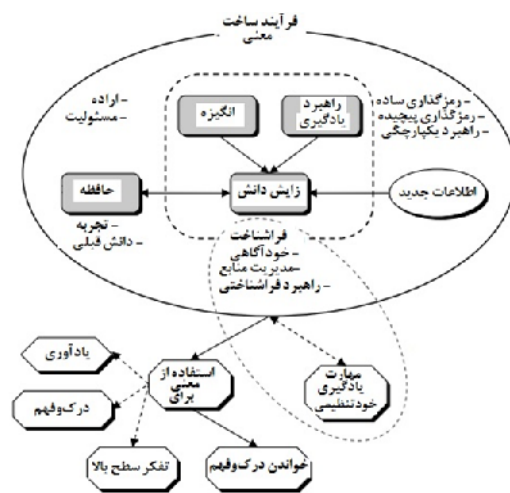 فرآیند ساخت
معنی
- اراده
- مسئولیت
انگیزه
راهبرد
یادگیری
- رمزگذاری ساده
- رمزگذاری پیچیده
- راهبرد یکپارچگی
حافظه
زایش دانش
اطلاعات جدید
- تجربه
- دانش قبلی
فراشناخت
- خودآگاهی
- مدیریت منابع
- راهبرد فراشناختی
یادآوری
استفاده از
معنی
برای
مهارت
یادگیری
خودتنظیمی
درک‌وفهم
تفکر سطح بالا
خواندن درک‌وفهم